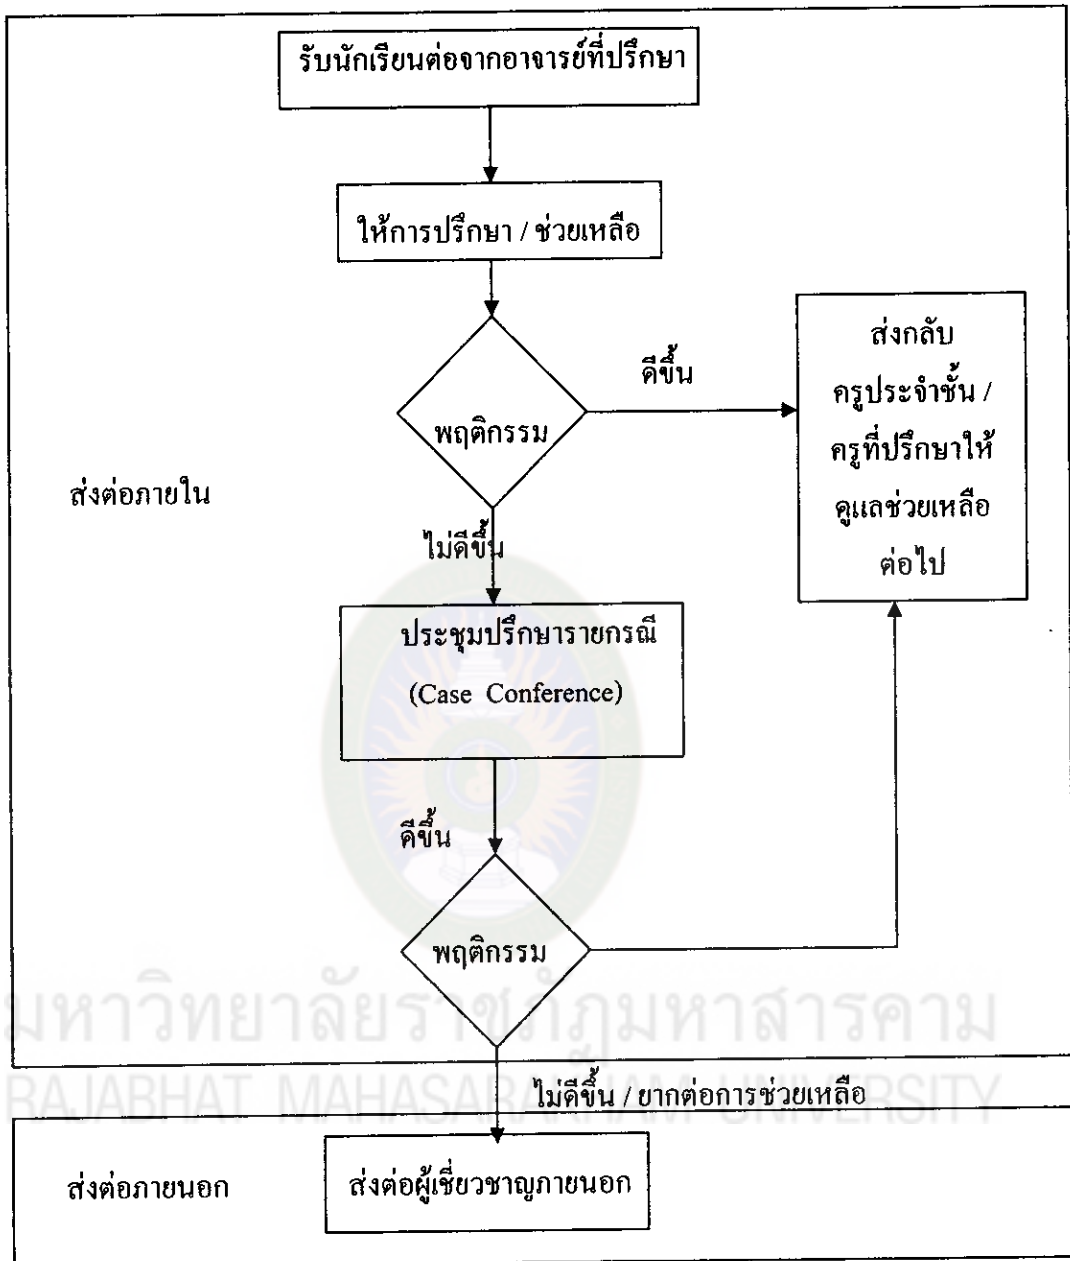 รับนักเรียนต่อจากอาจารย์ที่ปรึกษา
ให้การปรึกษา / ช่วยเหลือ
พฤติกรรม
ดีขึ้น
ส่งกลับ
ครูประจำชั้น /
ครูที่ปรึกษาให้
ดูแลช่วยเหลือ
ต่อไป
ส่งต่อภายใน
ไม่ดีขึ้น
ประชุมปรึกษารายกรณี
(Case Conference)
ดีขึ้น
พฤติกรรม
มหาวิทยาลัยราชภัฏมหาสารคาม
RAJABHAT MAHASARAKHAM UNIVERSITY
ไม่ดีขึ้น / ยากต่อการช่วยเหลือ
ส่งต่อภายนอก
ส่งต่อผู้เชี่ยวชาญภายนอก